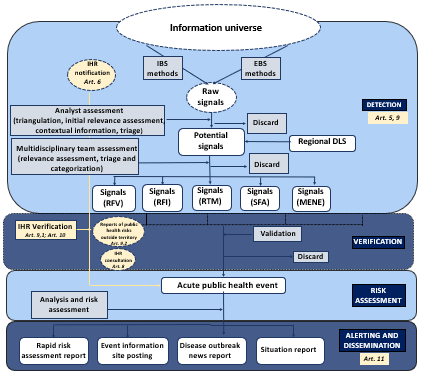 Information universe
IHR
notification
Art. 6
IBS
methods
EBS
methods
Raw
signals
DETECTION
Art. 5, 9
Analyst assessment
(triangulation, initial relevance assessment,
contextual information, triage)
Discard
Potential
signals
Regional DLS
Multidisciplinary team assessment
(relevance assessment, triage and
categorization)
Discard
Signals
(RFV)
Signals
(RFI)
Signals
(RTM)
Signals
(SFA)
Signals
(MENE)
IHR Verification
Art. 9,1; Art. 10
Reports of public
health risks
outside territory
Art. 9.2
Validation
VERIFICATION
IHR
consultation
Art. 8
Discard
Acute public health event
RISK
ASSESSMENT
Analysis and risk
assessment
ALERTING AND
DISSEMINATION
Art. 11
Rapid risk
assessment report
Event information
site posting
Disease outbreak
news report
Situation report